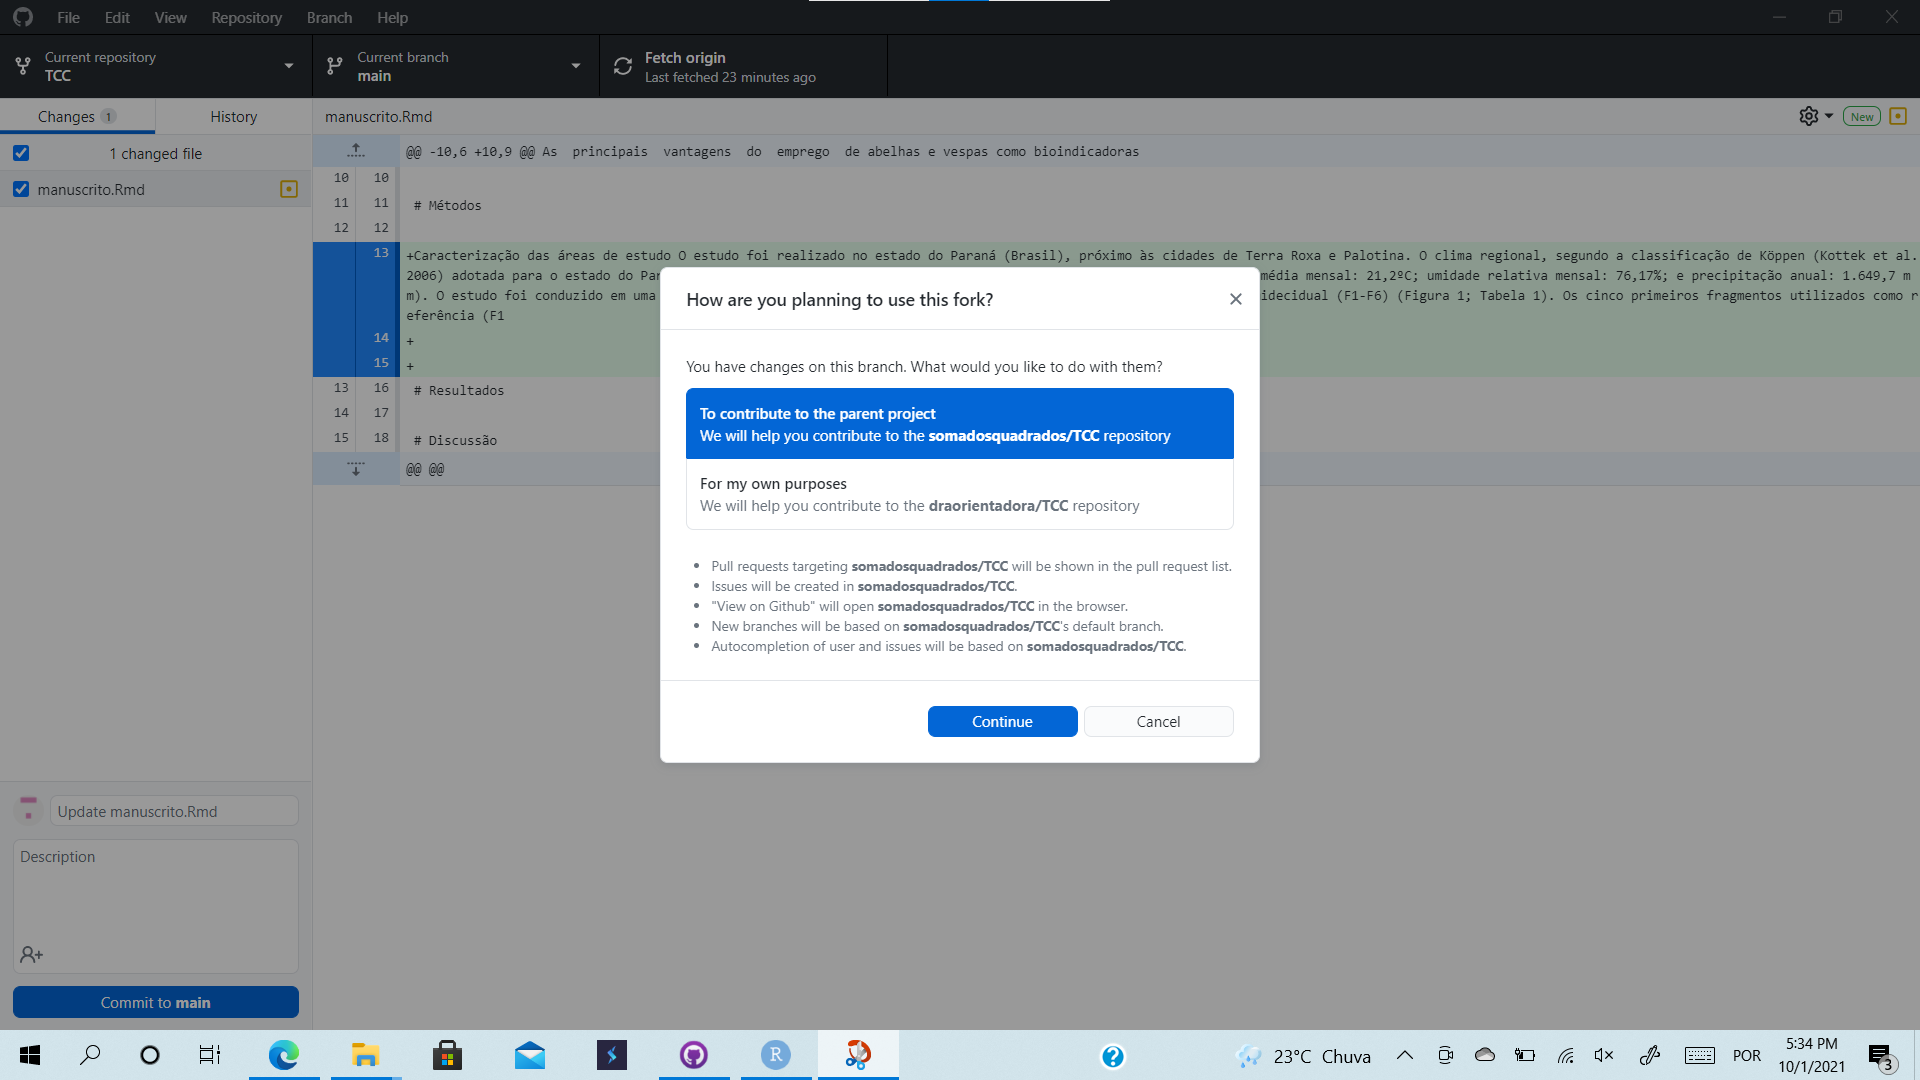 File Edit View Repository Branch Help
Current repository
TCC
Current branch
main
Fetch origin
Last fetched 23 minutes ago
Changes 1
History
manuscrito.Rmd
New
1 changed file
manuscrito.Rmd
@@ -10,6 +10,9 @@ As principais vantagens do emprego de abelhas e vespas como bioindicadoras
10 10
11 11 # Métodos
12 12
13 +Caracterização das áreas de estudo O estudo foi realizado no estado do Paraná (Brasil), próximo às cidades de Terra Roxa e Palotina. O clima regional, segundo a classificação de Köppen (Kottek et al.
2006) adotada para o estado do Par média mensal: 21,2ºC; umidade relativa mensal: 76,17%; e precipitação anual: 1.649,7 m
m). O estudo foi conduzido em uma idecidual (F1-F6) (Figura 1; Tabela 1). Os cinco primeiros fragmentos utilizados como r
eferência (F1
14 +
15 +
13 16 # Resultados
14 17
15 18 # Discussão
@@ @@
How are you planning to use this fork?
You have changes on this branch. What would you like to do with them?
To contribute to the parent project
We will help you contribute to the somadosquadrados/TCC repository
For my own purposes
We will help you contribute to the draorientadora/TCC repository
• Pull requests targeting somadosquadrados/TCC will be shown in the pull request list.
• Issues will be created in somadosquadrados/TCC.
• "View on Github" will open somadosquadrados/TCC in the browser.
• New branches will be based on somadosquadrados/TCC's default branch.
• Autocompletion of user and issues will be based on somadosquadrados/TCC.
Continue
Cancel
Update manuscrito.Rmd
Description
Commit to main
R
23°C Chuva
POR
5:34 PM
10/1/2021
3